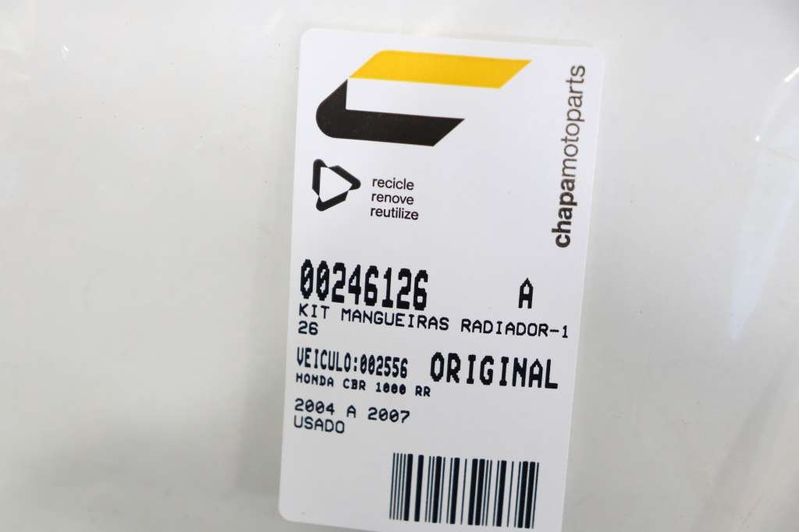 chapamotoparts
recicle
renove
reutilize
00246126 A
KIT MANGUEIRAS RADIADOR-1
26
VEICULO:002556 ORIGINAL
HONDA CBR 1000 RR
2004 A 2007
USADO